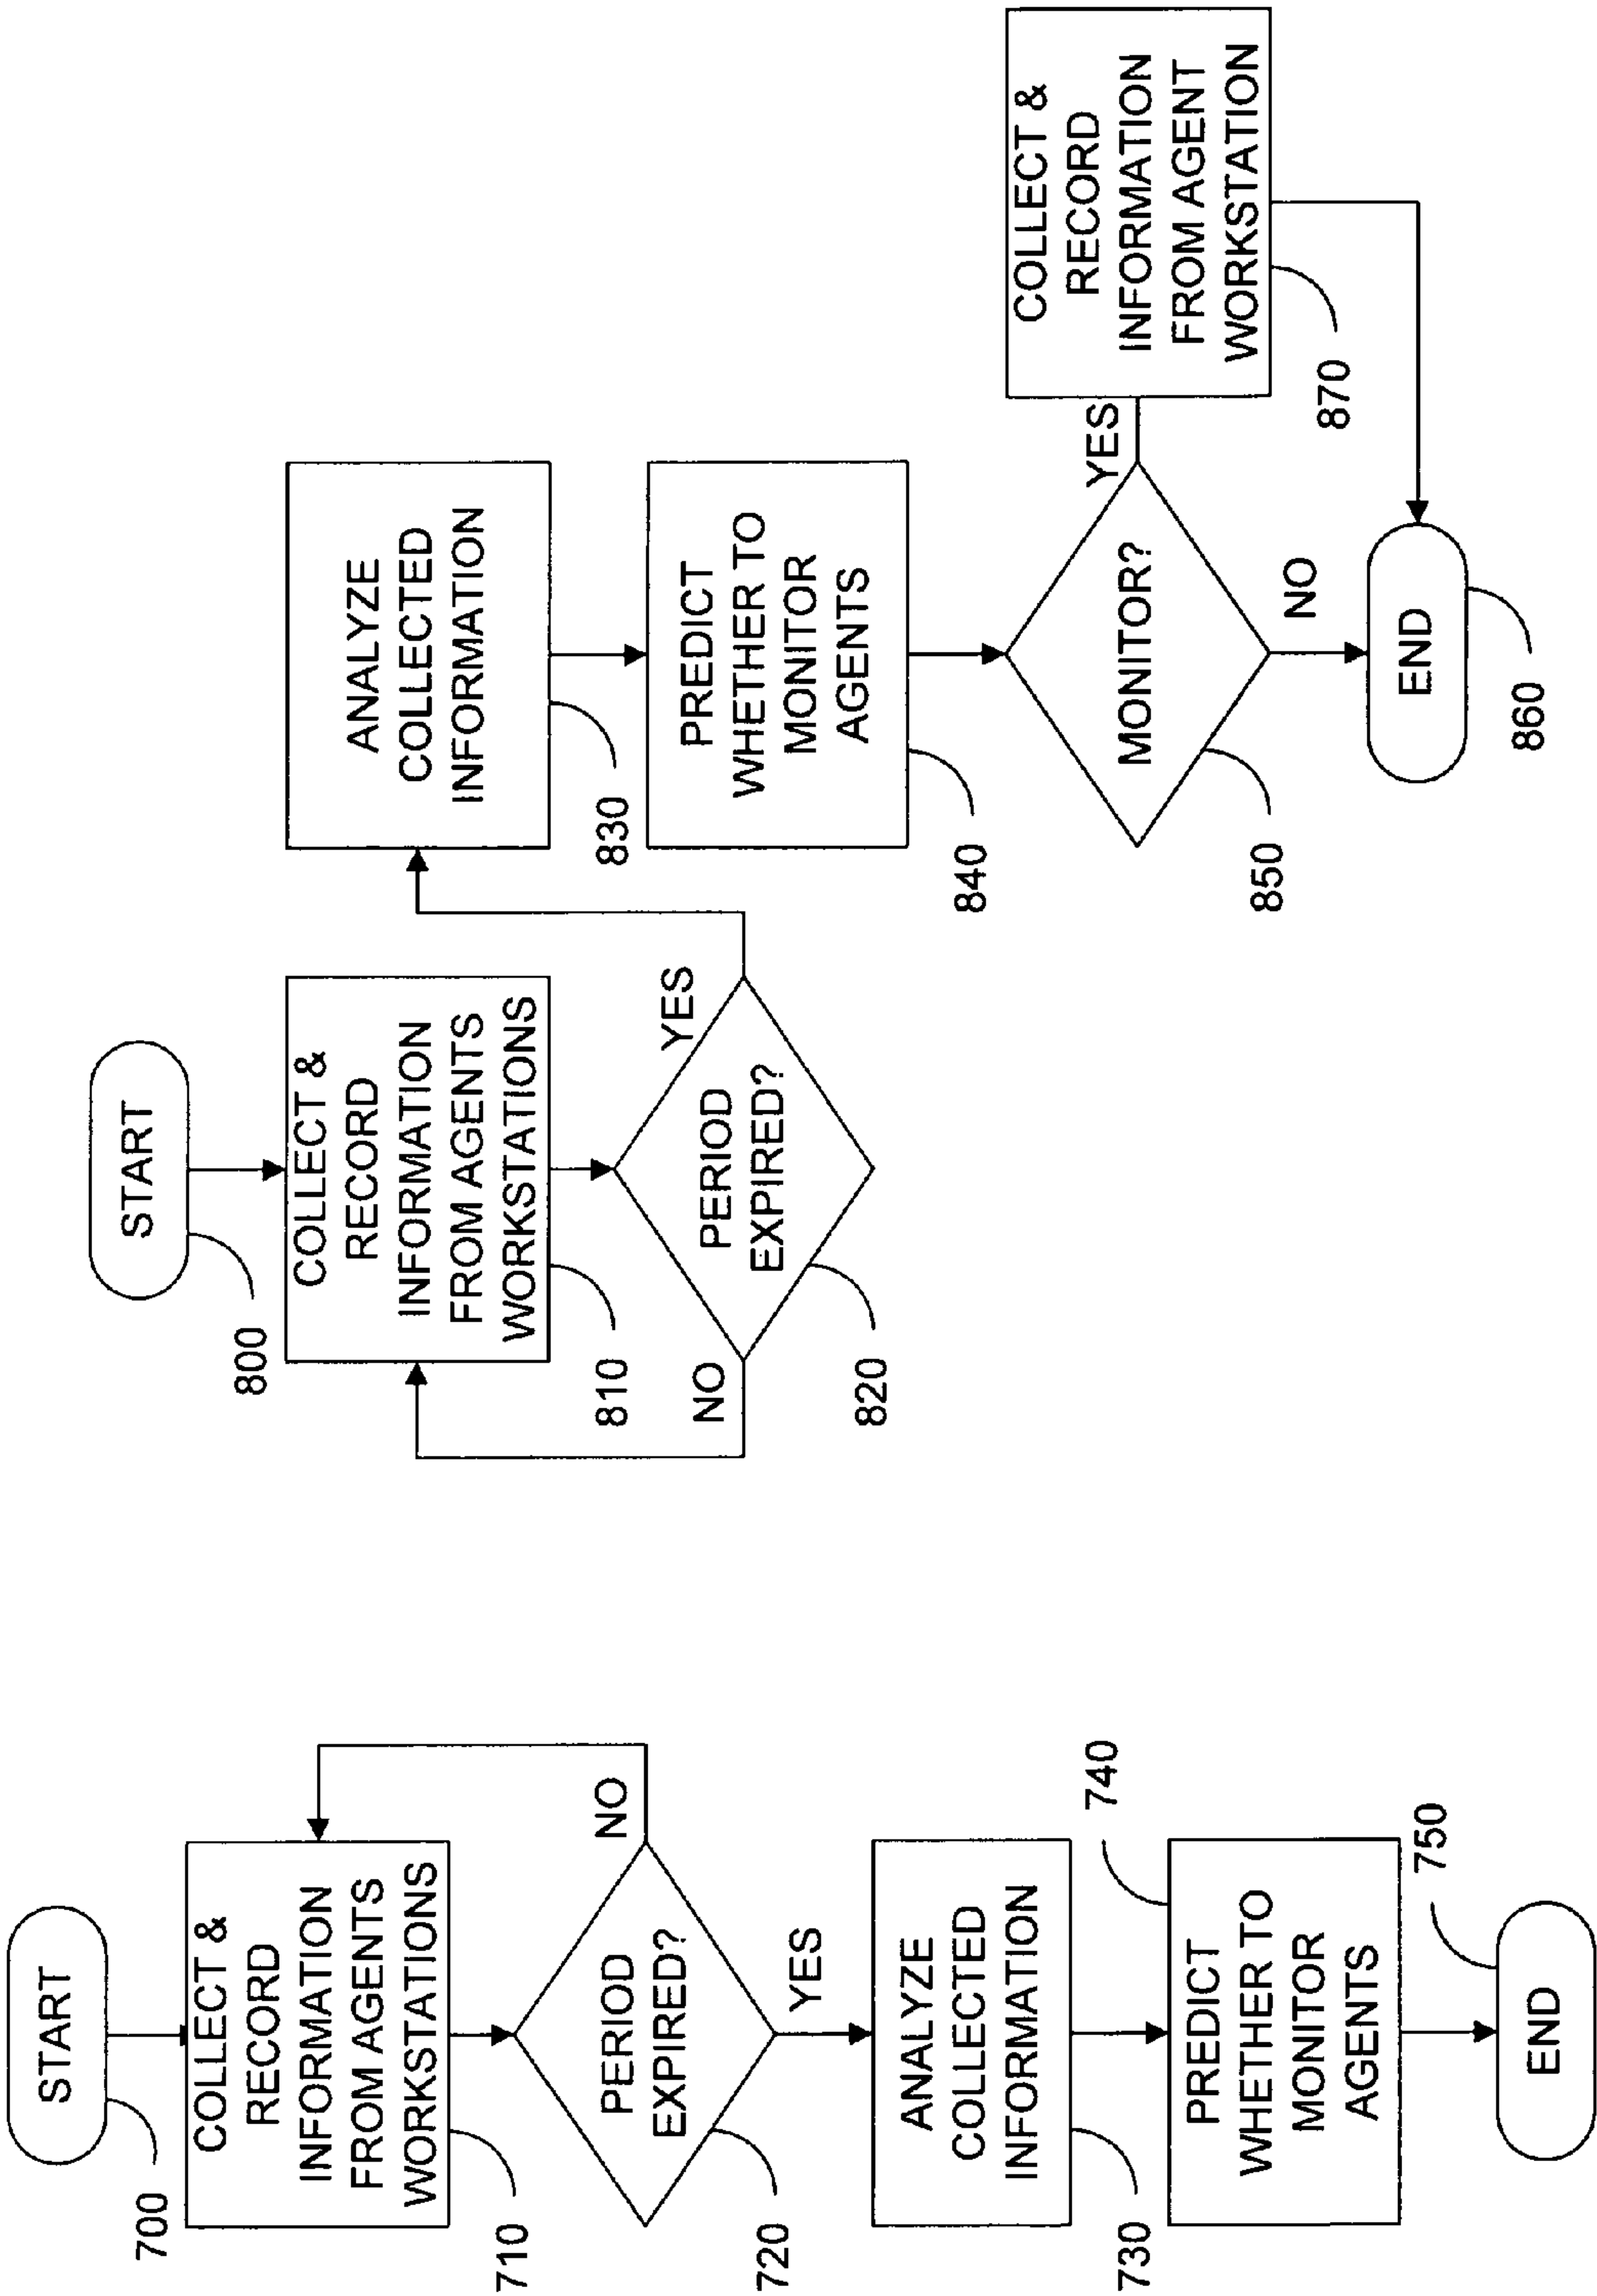 START
700
COLLECT &
RECORD
INFORMATION
FROM AGENTS
WORKSTATIONS
710
NO
PERIOD
EXPIRED?
720
YES
ANALYZE
COLLECTED
INFORMATION
730
740
PREDICT
WHETHER TO
MONITOR
AGENTS
750
END
START
800
COLLECT &
RECORD
INFORMATION
FROM AGENTS
WORKSTATIONS
810
NO
PERIOD
EXPIRED?
YES
820
ANALYZE
COLLECTED
INFORMATION
830
PREDICT
WHETHER TO
MONITOR
AGENTS
840
MONITOR?
YES
850
NO
END
860
COLLECT &
RECORD
INFORMATION
FROM AGENT
WORKSTATION
870